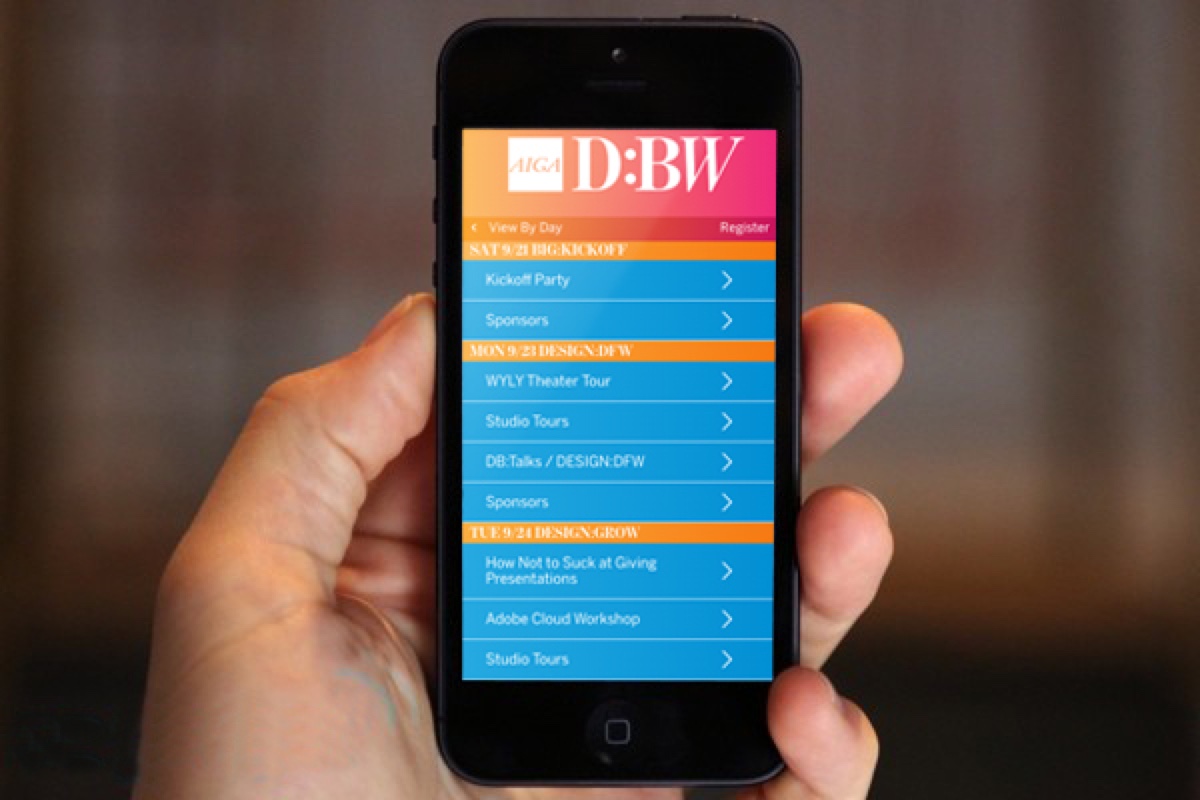 AIGA D:BW
View By Day Register
SAT 9/21 BIG:KICKOFF
Kickoff Party
Sponsors
MON 9/23 DESIGN:DFW
WYLY Theater Tour
Studio Tours
DB:Talks / DESIGN:DFW
Sponsors
TUE 9/24 DESIGN:GROW
How Not to Suck at Giving
Presentations
Adobe Cloud Workshop
Studio Tours